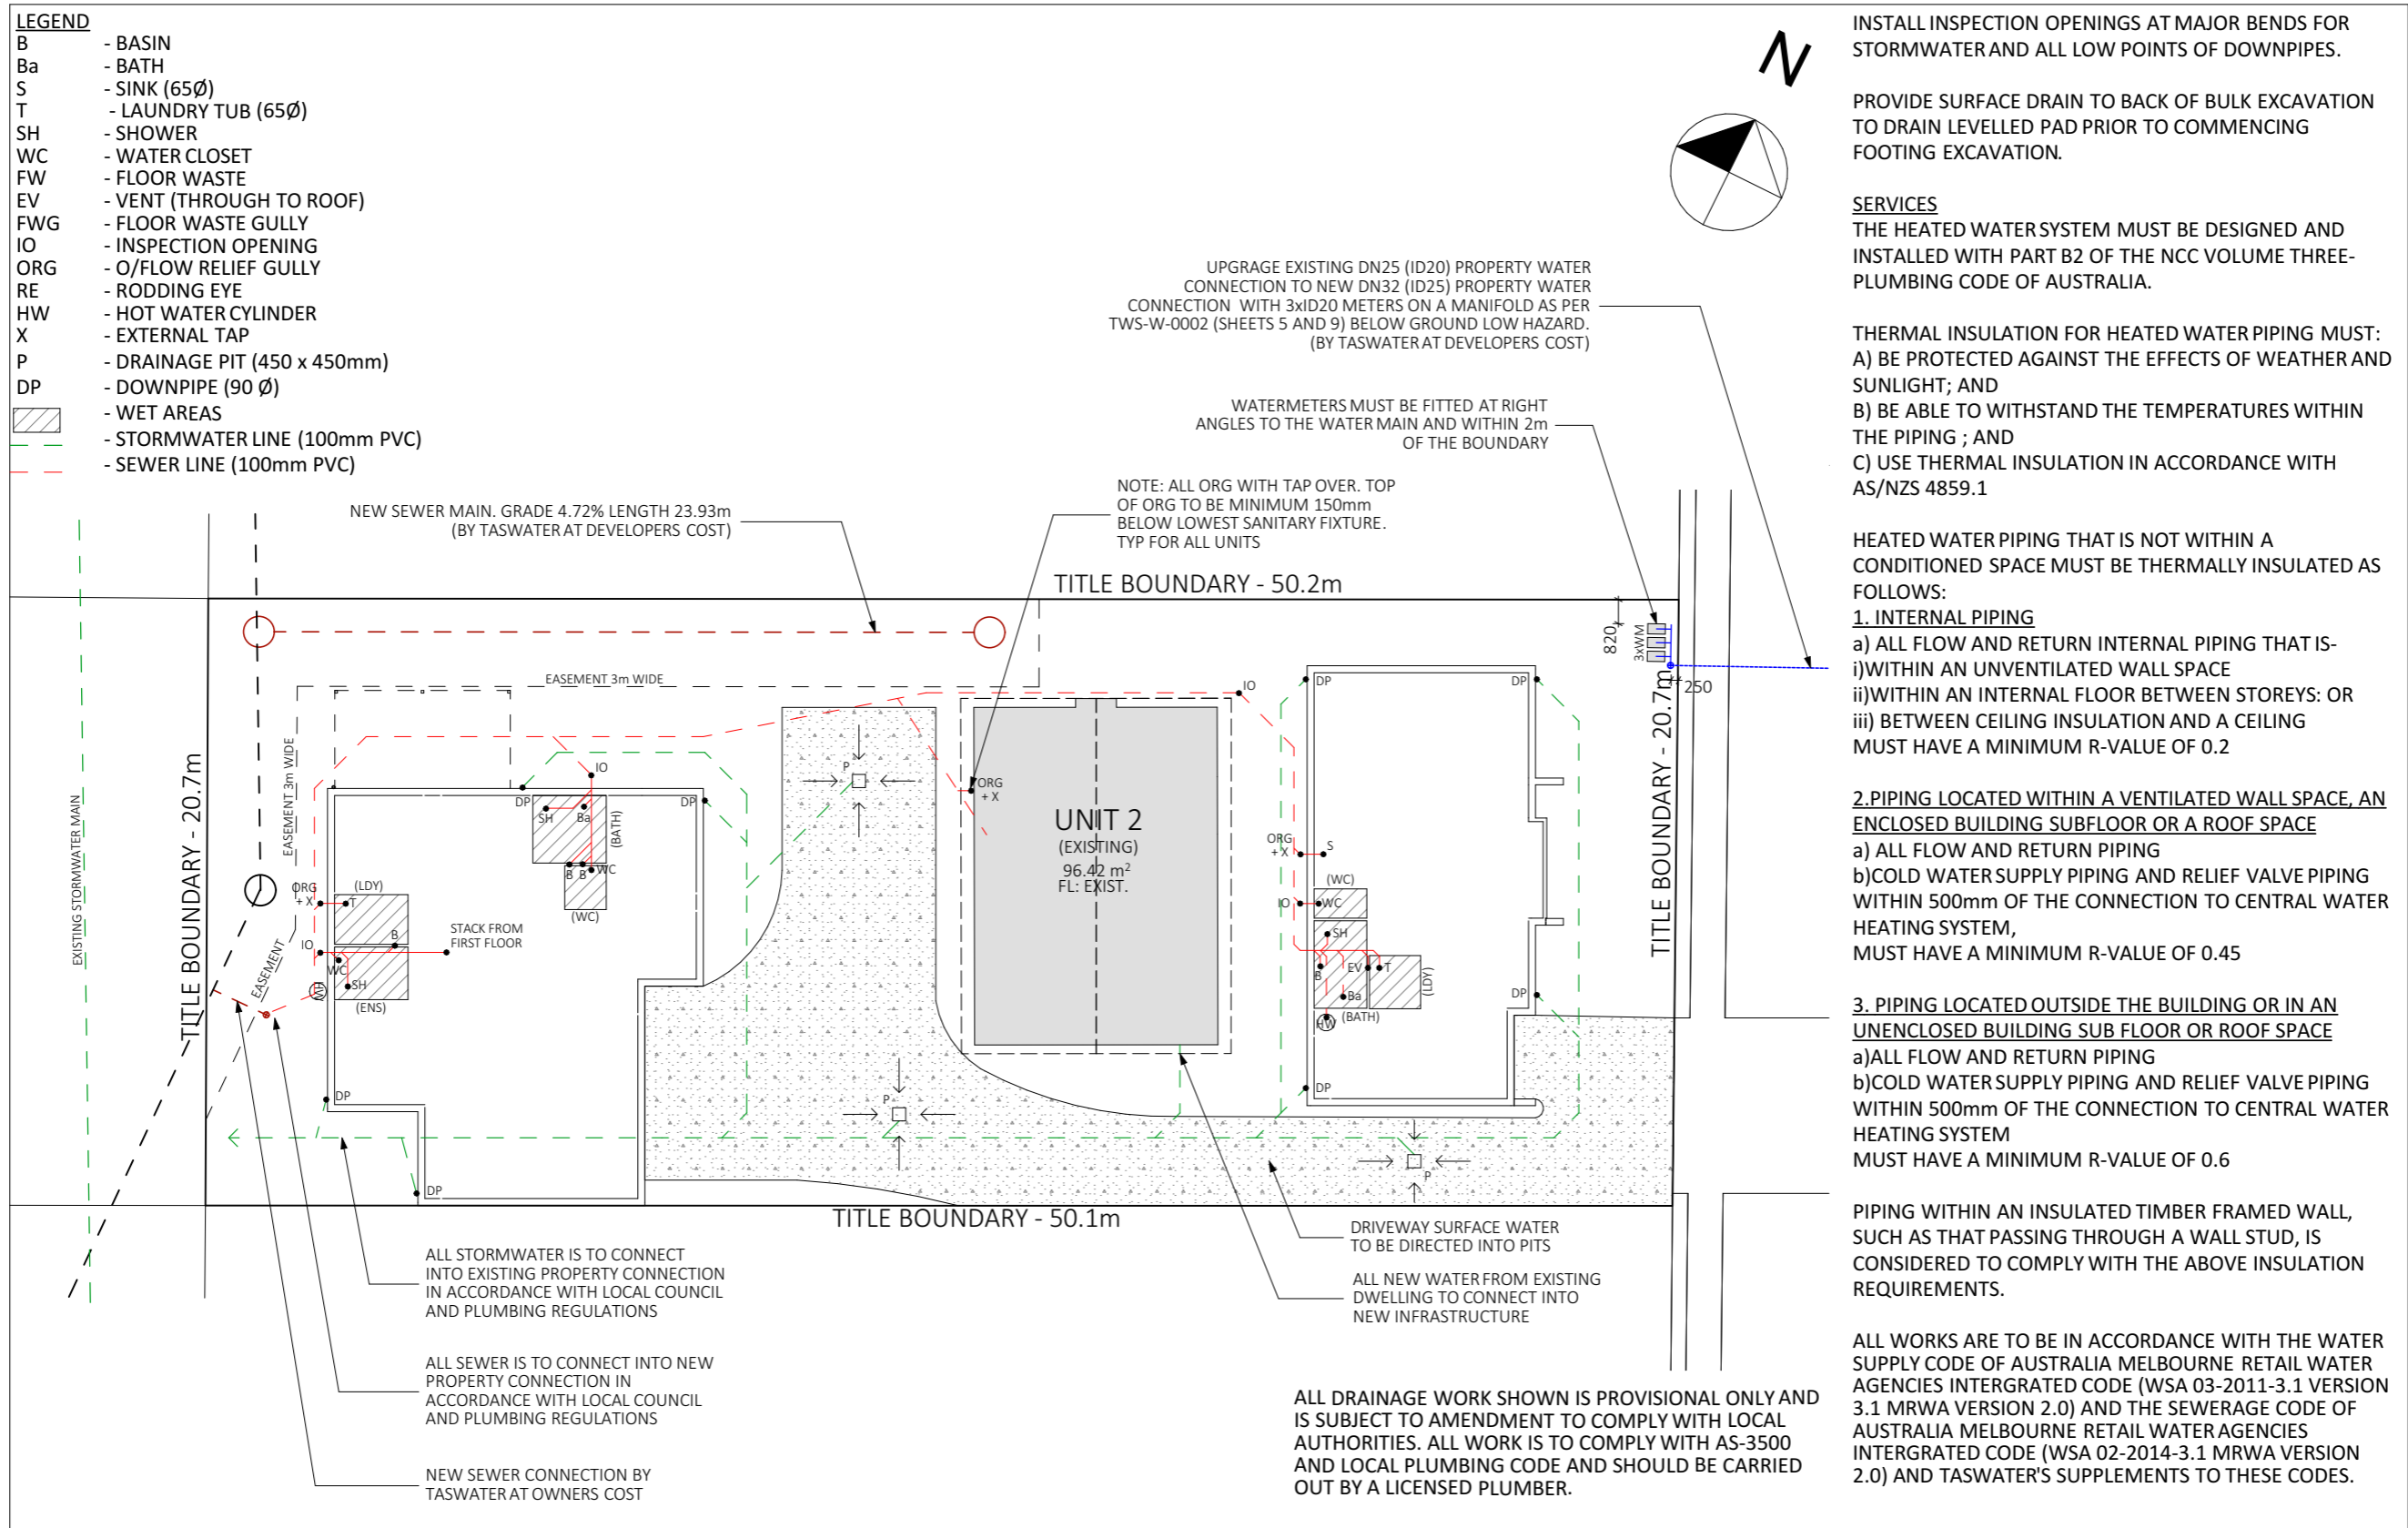 LEGEND
B - BASIN
Ba - BATH
S - SINK (65Ø)
T - LAUNDRY TUB (65Ø)
SH - SHOWER
WC - WATER CLOSET
FW - FLOOR WASTE
EV - VENT (THROUGH TO ROOF)
FWG - FLOOR WASTE GULLY
IO - INSPECTION OPENING
ORG - O/FLOW RELIEF GULLY
RE - RODDING EYE
HW - HOT WATER CYLINDER
X - EXTERNAL TAP
P - DRAINAGE PIT (450 x 450mm)
DP - DOWNPIPE (90 Ø)
- WET AREAS
- STORMWATER LINE (100mm PVC)
- SEWER LINE (100mm PVC)
N
UPGRAGE EXISTING DN25 (ID20) PROPERTY WATER
CONNECTION TO NEW DN32 (ID25) PROPERTY WATER
CONNECTION WITH 3xID20 METERS ON A MANIFOLD AS PER
TWS-W-0002 (SHEETS 5 AND 9) BELOW GROUND LOW HAZARD.
(BY TASWATER AT DEVELOPERS COST)
WATERMETERS MUST BE FITTED AT RIGHT
ANGLES TO THE WATER MAIN AND WITHIN 2m
OF THE BOUNDARY
NOTE: ALL ORG WITH TAP OVER. TOP
OF ORG TO BE MINIMUM 150mm
BELOW LOWEST SANITARY FIXTURE.
TYP FOR ALL UNITS
NEW SEWER MAIN. GRADE 4.72% LENGTH 23.93m
(BY TASWATER AT DEVELOPERS COST)
TITLE BOUNDARY - 50.2m
820
3xWM
250
EASEMENT 3m WIDE
EASEMENT 3m WIDE
EASEMENT
EXISTING STORMWATER MAIN
TITLE BOUNDARY - 20.7m
TITLE BOUNDARY - 20.7m
IO
DP
DP
IO
DP
DP
SH
Ba
(BATH)
B
B
WC
(WC)
P
ORG
+ X
UNIT 2
(EXISTING)
96.42 m²
FL: EXIST.
ORG
+ X
S
(WC)
IO
WC
SH
B
EV
T
(LDY)
Ba
HW
(BATH)
DP
DP
ORG
+ X
(LDY)
T
B
IO
WC
SH
HW
(ENS)
STACK FROM
FIRST FLOOR
DP
DP
P
P
TITLE BOUNDARY - 50.1m
ALL STORMWATER IS TO CONNECT
INTO EXISTING PROPERTY CONNECTION
IN ACCORDANCE WITH LOCAL COUNCIL
AND PLUMBING REGULATIONS
ALL SEWER IS TO CONNECT INTO NEW
PROPERTY CONNECTION IN
ACCORDANCE WITH LOCAL COUNCIL
AND PLUMBING REGULATIONS
NEW SEWER CONNECTION BY
TASWATER AT OWNERS COST
DRIVEWAY SURFACE WATER
TO BE DIRECTED INTO PITS
ALL NEW WATER FROM EXISTING
DWELLING TO CONNECT INTO
NEW INFRASTRUCTURE
ALL DRAINAGE WORK SHOWN IS PROVISIONAL ONLY AND
IS SUBJECT TO AMENDMENT TO COMPLY WITH LOCAL
AUTHORITIES. ALL WORK IS TO COMPLY WITH AS-3500
AND LOCAL PLUMBING CODE AND SHOULD BE CARRIED
OUT BY A LICENSED PLUMBER.
INSTALL INSPECTION OPENINGS AT MAJOR BENDS FOR
STORMWATER AND ALL LOW POINTS OF DOWNPIPES.
PROVIDE SURFACE DRAIN TO BACK OF BULK EXCAVATION
TO DRAIN LEVELLED PAD PRIOR TO COMMENCING
FOOTING EXCAVATION.
SERVICES
THE HEATED WATER SYSTEM MUST BE DESIGNED AND
INSTALLED WITH PART B2 OF THE NCC VOLUME THREE-
PLUMBING CODE OF AUSTRALIA.
THERMAL INSULATION FOR HEATED WATER PIPING MUST:
A) BE PROTECTED AGAINST THE EFFECTS OF WEATHER AND
SUNLIGHT; AND
B) BE ABLE TO WITHSTAND THE TEMPERATURES WITHIN
THE PIPING ; AND
C) USE THERMAL INSULATION IN ACCORDANCE WITH
AS/NZS 4859.1
HEATED WATER PIPING THAT IS NOT WITHIN A
CONDITIONED SPACE MUST BE THERMALLY INSULATED AS
FOLLOWS:
1. INTERNAL PIPING
a) ALL FLOW AND RETURN INTERNAL PIPING THAT IS-
i)WITHIN AN UNVENTILATED WALL SPACE
ii)WITHIN AN INTERNAL FLOOR BETWEEN STOREYS: OR
iii) BETWEEN CEILING INSULATION AND A CEILING
MUST HAVE A MINIMUM R-VALUE OF 0.2
2.PIPING LOCATED WITHIN A VENTILATED WALL SPACE, AN
ENCLOSED BUILDING SUBFLOOR OR A ROOF SPACE
a) ALL FLOW AND RETURN PIPING
b)COLD WATER SUPPLY PIPING AND RELIEF VALVE PIPING
WITHIN 500mm OF THE CONNECTION TO CENTRAL WATER
HEATING SYSTEM,
MUST HAVE A MINIMUM R-VALUE OF 0.45
3. PIPING LOCATED OUTSIDE THE BUILDING OR IN AN
UNENCLOSED BUILDING SUB FLOOR OR ROOF SPACE
a)ALL FLOW AND RETURN PIPING
b)COLD WATER SUPPLY PIPING AND RELIEF VALVE PIPING
WITHIN 500mm OF THE CONNECTION TO CENTRAL WATER
HEATING SYSTEM
MUST HAVE A MINIMUM R-VALUE OF 0.6
PIPING WITHIN AN INSULATED TIMBER FRAMED WALL,
SUCH AS THAT PASSING THROUGH A WALL STUD, IS
CONSIDERED TO COMPLY WITH THE ABOVE INSULATION
REQUIREMENTS.
ALL WORKS ARE TO BE IN ACCORDANCE WITH THE WATER
SUPPLY CODE OF AUSTRALIA MELBOURNE RETAIL WATER
AGENCIES INTERGRATED CODE (WSA 03-2011-3.1 VERSION
3.1 MRWA VERSION 2.0) AND THE SEWERAGE CODE OF
AUSTRALIA MELBOURNE RETAIL WATER AGENCIES
INTERGRATED CODE (WSA 02-2014-3.1 MRWA VERSION
2.0) AND TASWATER'S SUPPLEMENTS TO THESE CODES.